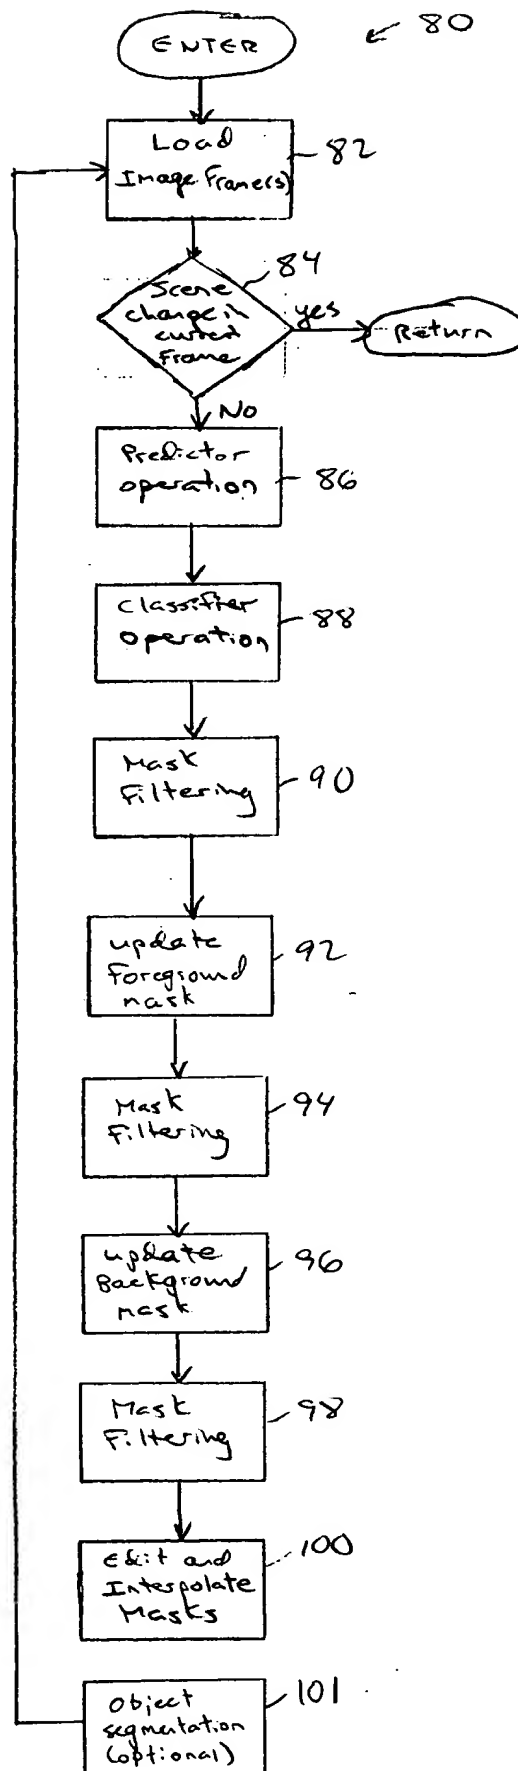 80
ENTER
Load
Image Frame(s)
82
84
Scene
change in
current
Frame
yes
Return
No
Predictor
operation
86
Classifier
operation
88
Mask
Filtering
90
update
foreground
mask
92
Mask
Filtering
94
update
Background
mask
96
Mask
Filtering
98
Edit and
Interpolate
Masks
100
Object
segmentation
(optional)
101